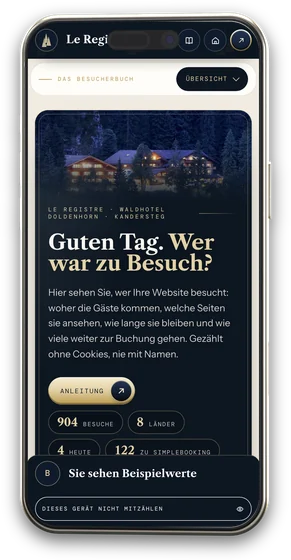 Le Regi
DAS BESUCHERBUCH
ÜBERSICHT
LE REGISTRE · WALDHOTEL
DOLDENHORN · KANDERSTEG
Guten Tag. Wer
war zu Besuch?
Hier sehen Sie, wer Ihre Website besucht:
woher die Gäste kommen, welche Seiten
sie ansehen, wie lange sie bleiben und wie
viele weiter zur Buchung gehen. Gezählt
ohne Cookies, nie mit Namen.
ANLEITUNG
904 BESUCHE 8 LÄNDER
4 HEUTE 122 ZU SIMPLEBOOKING
B Sie sehen Beispielwerte
DIESES GERÄT NICHT MITZÄHLEN